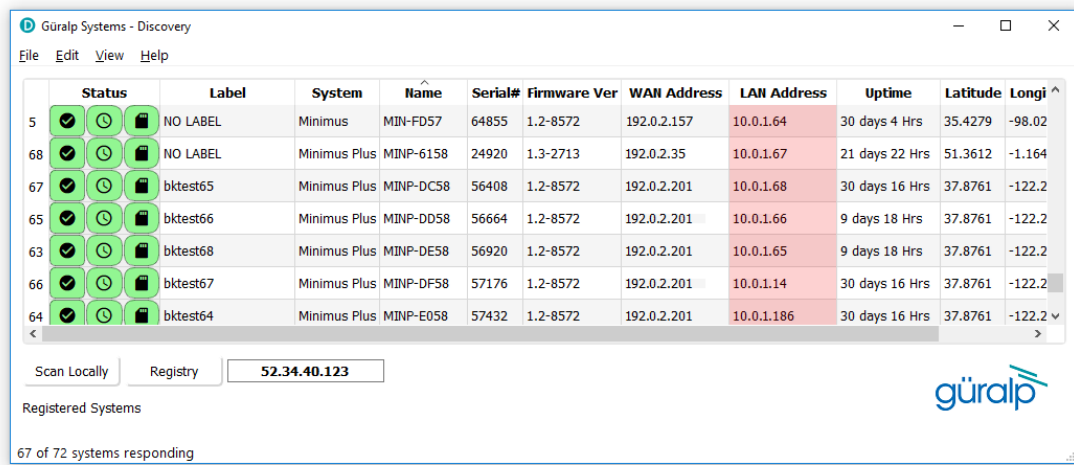 Güralp Systems - Discovery
File Edit View Help
Status Label System Name Serial# Firmware Ver WAN Address LAN Address Uptime Latitude Longi
5 NO LABEL Minimus MIN-FD57 64855 1.2-8572 192.0.2.157 10.0.1.64 30 days 4 Hrs 35.4279 -98.02
68 NO LABEL Minimus Plus MINP-6158 24920 1.3-2713 192.0.2.35 10.0.1.67 21 days 22 Hrs 51.3612 -1.164
67 bktest65 Minimus Plus MINP-DC58 56408 1.2-8572 192.0.2.201 10.0.1.68 30 days 16 Hrs 37.8761 -122.2
65 bktest66 Minimus Plus MINP-DD58 56664 1.2-8572 192.0.2.201 10.0.1.66 9 days 18 Hrs 37.8761 -122.2
63 bktest68 Minimus Plus MINP-DE58 56920 1.2-8572 192.0.2.201 10.0.1.65 9 days 18 Hrs 37.8761 -122.2
66 bktest67 Minimus Plus MINP-DF58 57176 1.2-8572 192.0.2.201 10.0.1.14 30 days 16 Hrs 37.8761 -122.2
64 bktest64 Minimus Plus MINP-E058 57432 1.2-8572 192.0.2.201 10.0.1.186 30 days 16 Hrs 37.8761 -122.2
Scan Locally Registry 52.34.40.123
güralp
Registered Systems
67 of 72 systems responding